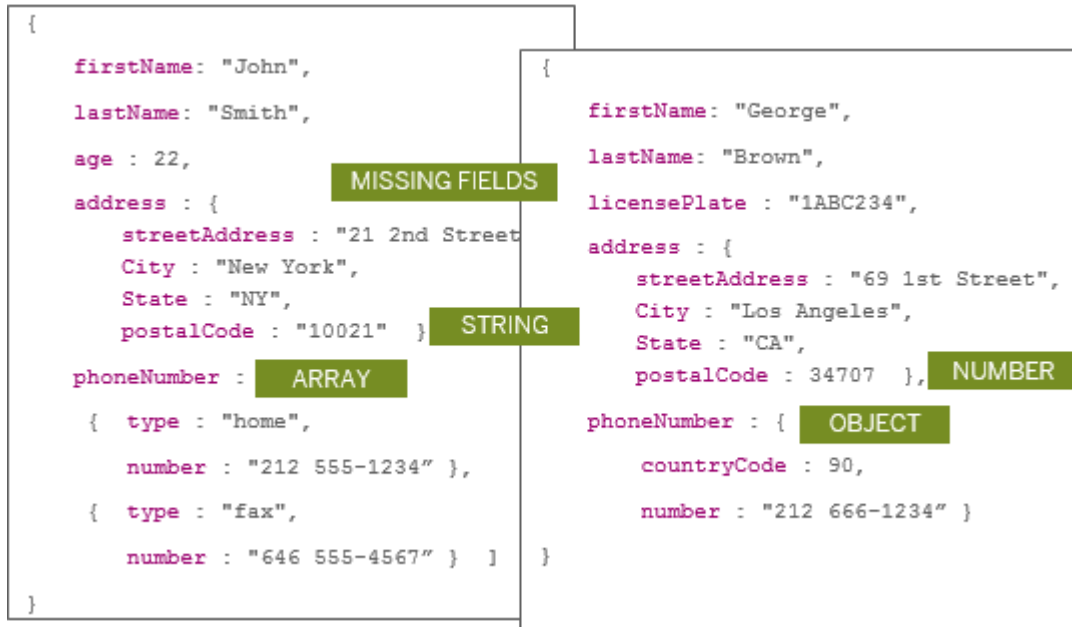 {
firstName: "John",
lastName: "Smith",
age : 22,
MISSING FIELDS
address : {
streetAddress : "21 2nd Street
City : "New York",
State : "NY",
postalCode : "10021" }
STRING
phoneNumber :
ARRAY
{ type : "home",
number : "212 555-1234” },
{ type : "fax",
number : "646 555-4567” } ]
}
{
firstName: "George",
lastName: "Brown",
licensePlate : "1ABC234",
address : {
streetAddress : "69 1st Street",
City : "Los Angeles",
State : "CA",
postalCode : 34707 },
NUMBER
phoneNumber : {
OBJECT
countryCode : 90,
number : "212 666-1234” }
}